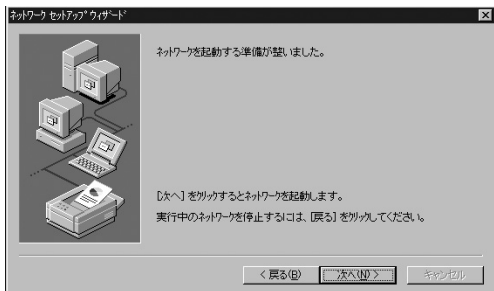 ネットワーク セットアップ ウィザード
ネットワークを起動する準備が整いました。
[次へ] をクリックするとネットワークを起動します。
実行中のネットワークを停止するには、[戻る] をクリックしてください。
< 戻る(B)
次へ(N) >
キャンセル